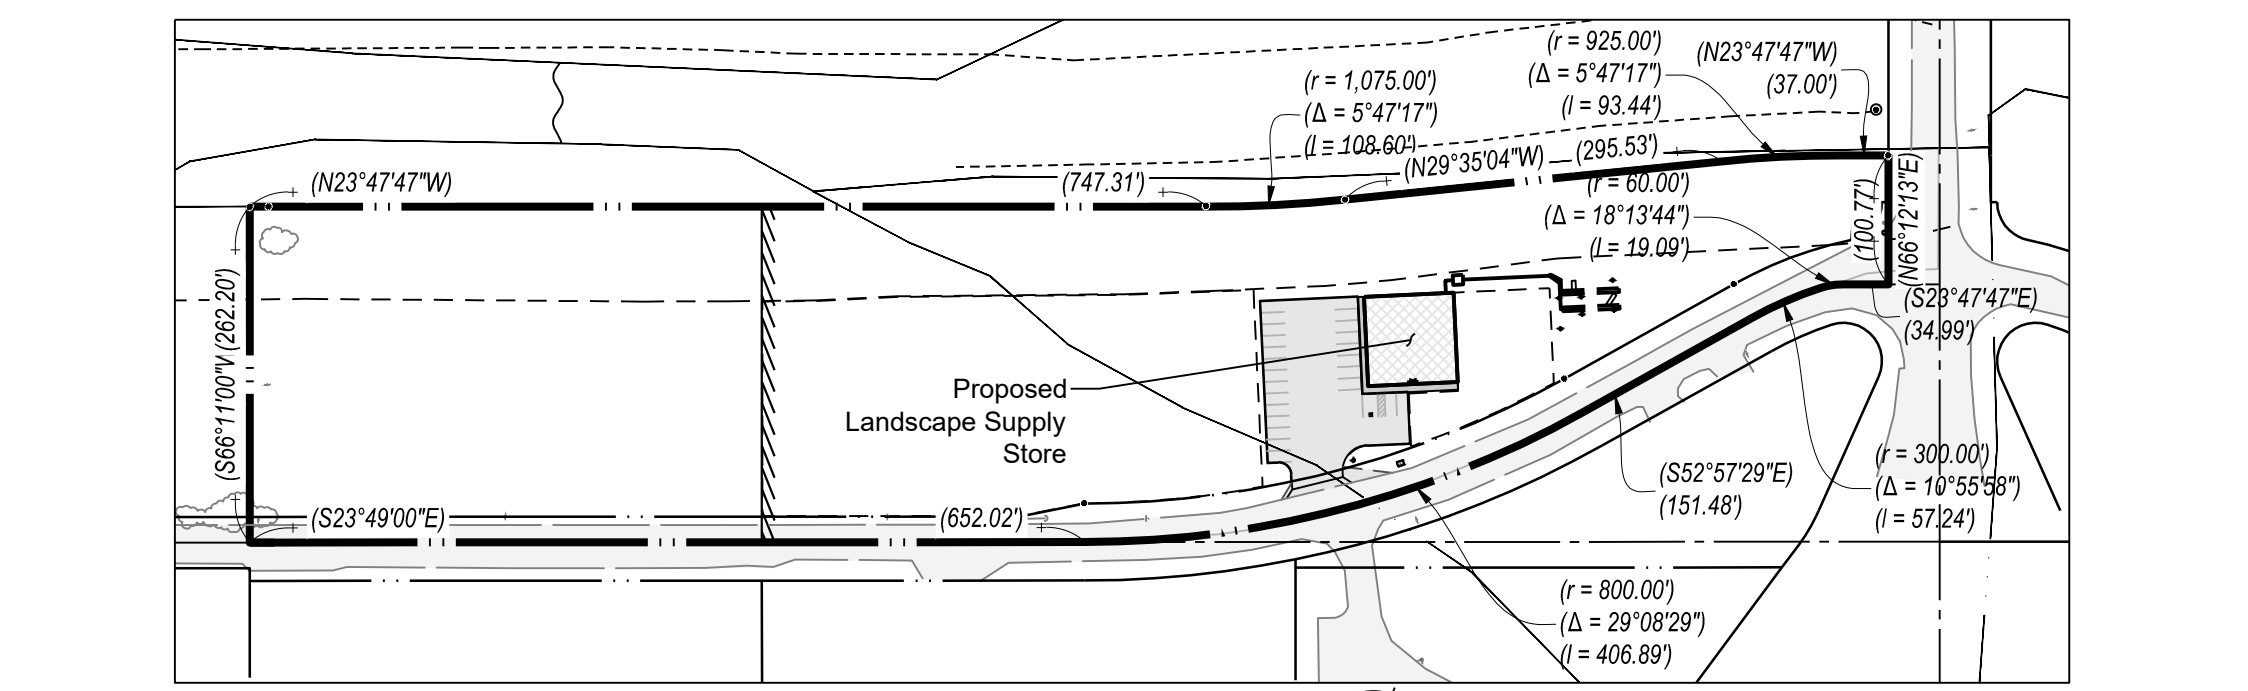 (r = 925.00')
(Δ = 5°47'17")
(l = 93.44')
(N23°47'47"W)
(37.00')
(r = 1,075.00')
(Δ = 5°47'17")
(l = 108.60')
(N29°35'04"W)
(295.53')
(N23°47'47"W)
(747.31')
(r = 60.00')
(Δ = 18°13'44")
(l = 19.09')
(100.77')
(N66°12'13"E)
(S23°47'47"E)
(34.99')
(S66°11'00"W)
(262.20')
Proposed
Landscape Supply
Store
(r = 300.00')
(Δ = 10°55'58")
(l = 57.24')
(S52°57'29"E)
(151.48')
(S23°49'00"E)
(652.02')
(r = 800.00')
(Δ = 29°08'29")
(l = 406.89')